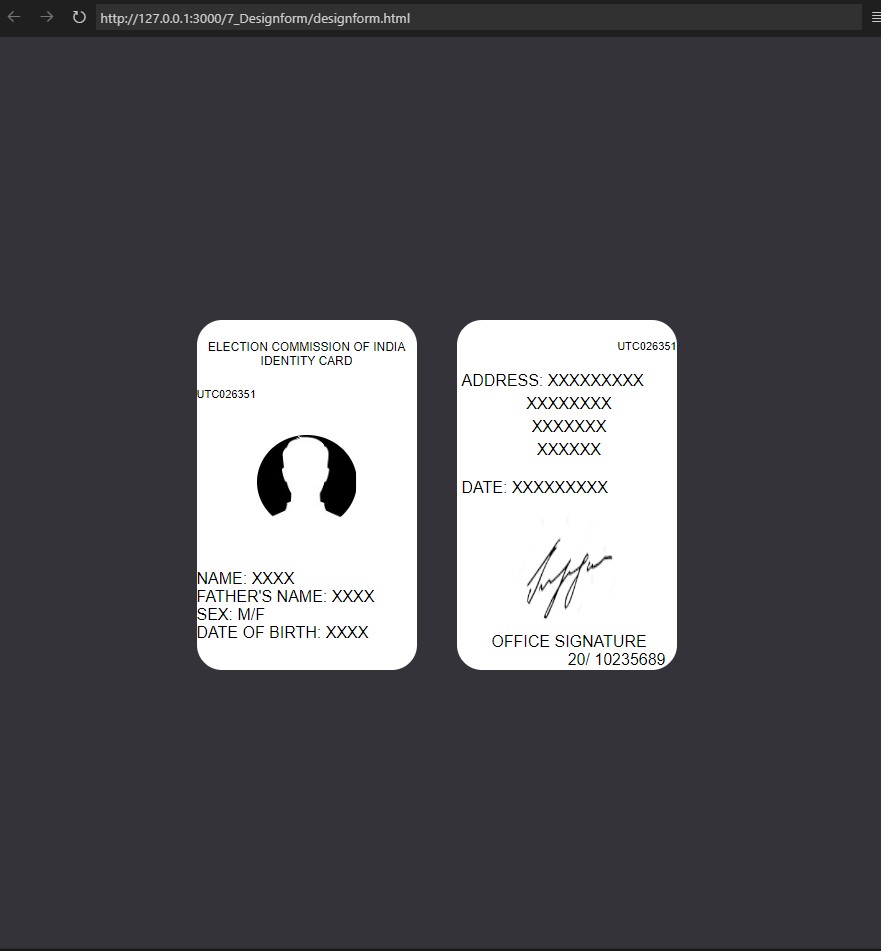 http://127.0.0.1:3000/7_Designform/designform.html
ELECTION COMMISSION OF INDIA
IDENTITY CARD
UTC026351
NAME: XXXX
FATHER'S NAME: XXXX
SEX: M/F
DATE OF BIRTH: XXXX
UTC026351
ADDRESS: XXXXXXXXX
XXXXXXXX
XXXXXXX
XXXXXX
DATE: XXXXXXXXX
OFFICE SIGNATURE
20/ 10235689